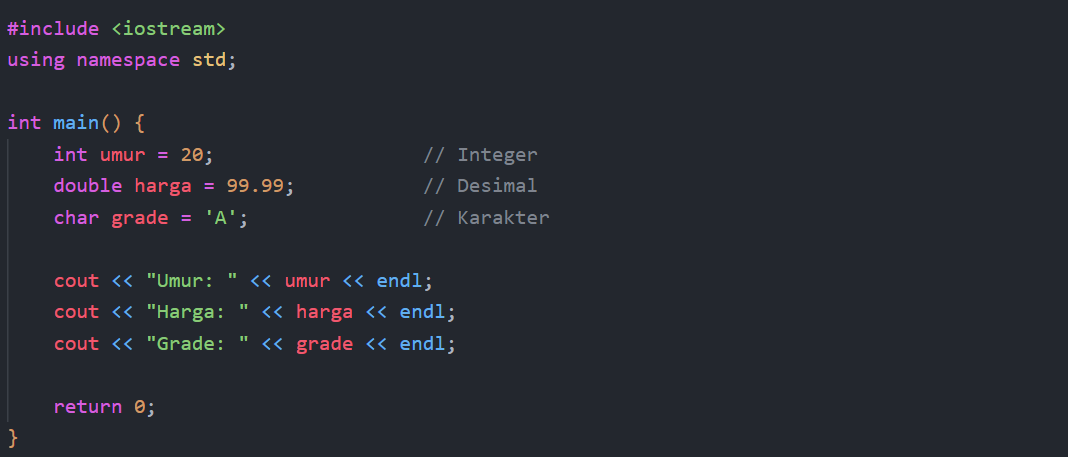 #include <iostream>
using namespace std;
int main() {
    int umur = 20;                  // Integer
    double harga = 99.99;           // Desimal
    char grade = 'A';               // Karakter
    cout << "Umur: " << umur << endl;
    cout << "Harga: " << harga << endl;
    cout << "Grade: " << grade << endl;
    return 0;
}